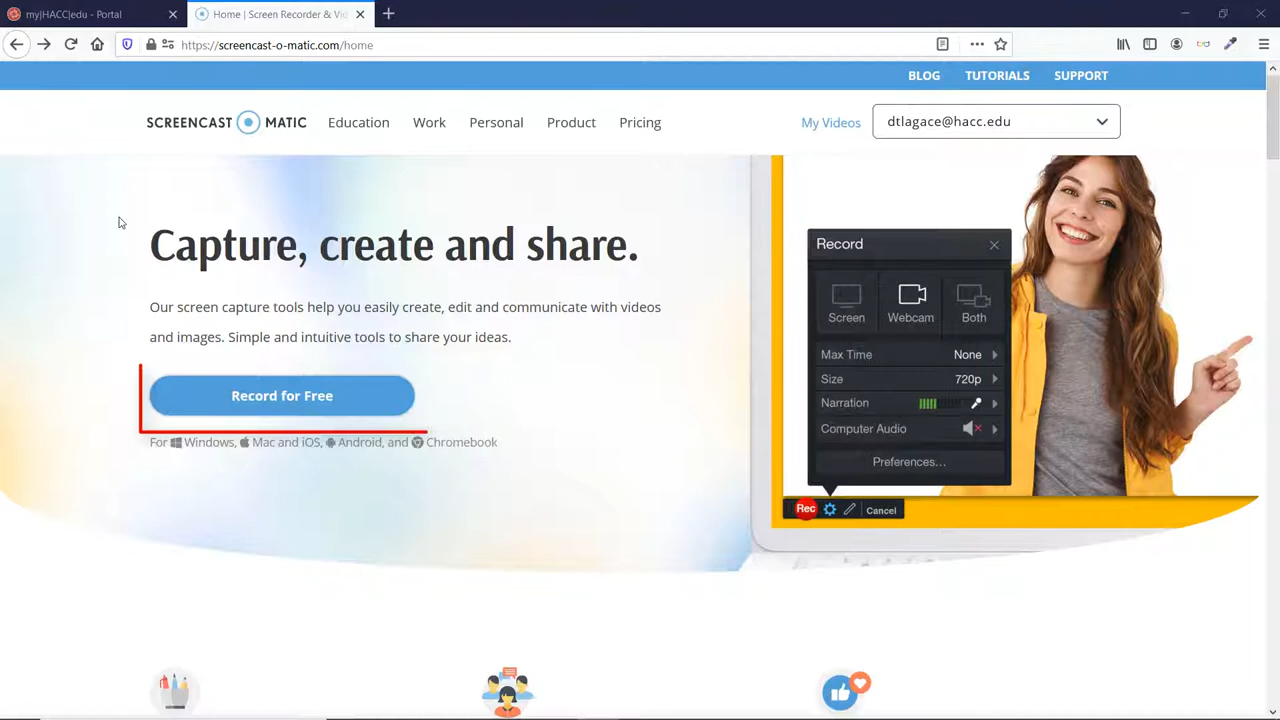 my|HACC|edu - Portal
Home | Screen Recorder & Vid
https://screencast-o-matic.com/home
BLOG TUTORIALS SUPPORT
SCREENCAST O MATIC Education Work Personal Product Pricing My Videos dtlagace@hacc.edu
Capture, create and share.
Our screen capture tools help you easily create, edit and communicate with videos
and images. Simple and intuitive tools to share your ideas.
Record for Free
For Windows, Mac and iOS, Android, and Chromebook
Record
Screen Webcam Both
Max Time None
Size 720p
Narration
Computer Audio
Preferences...
Rec Cancel